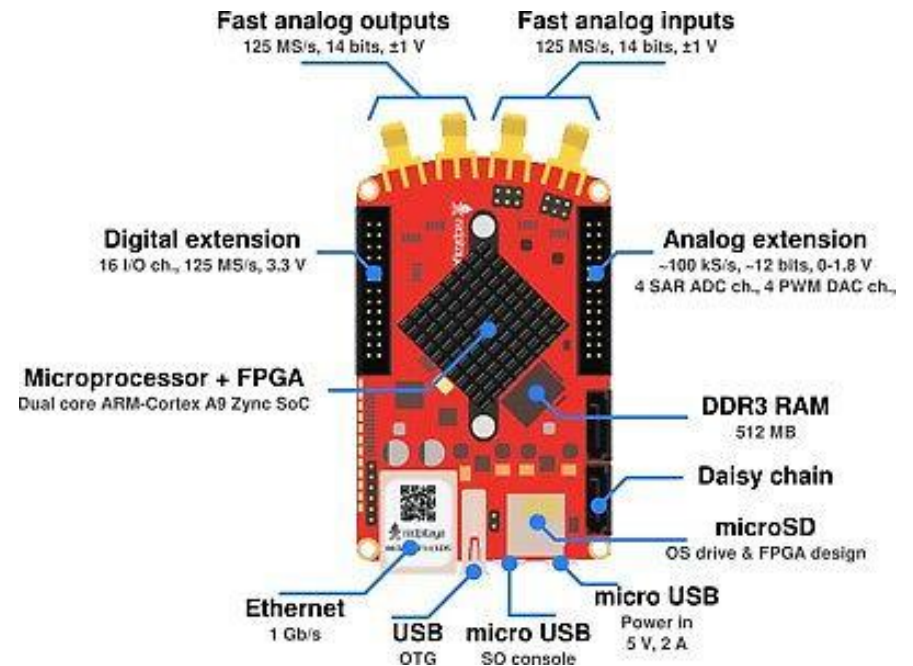 Fast analog outputs
125 MS/s, 14 bits, ±1 V
Fast analog inputs
125 MS/s, 14 bits, ±1 V
Digital extension
16 I/O ch., 125 MS/s, 3.3 V
Analog extension
~100 kS/s, ~12 bits, 0-1.8 V
4 SAR ADC ch., 4 PWM DAC ch.,
Microprocessor + FPGA
Dual core ARM-Cortex A9 Zync SoC
DDR3 RAM
512 MB
Daisy chain
microSD
OS drive & FPGA design
micro USB
Power in
5 V, 2 A
Ethernet
1 Gb/s
USB
OTG
micro USB
SO console